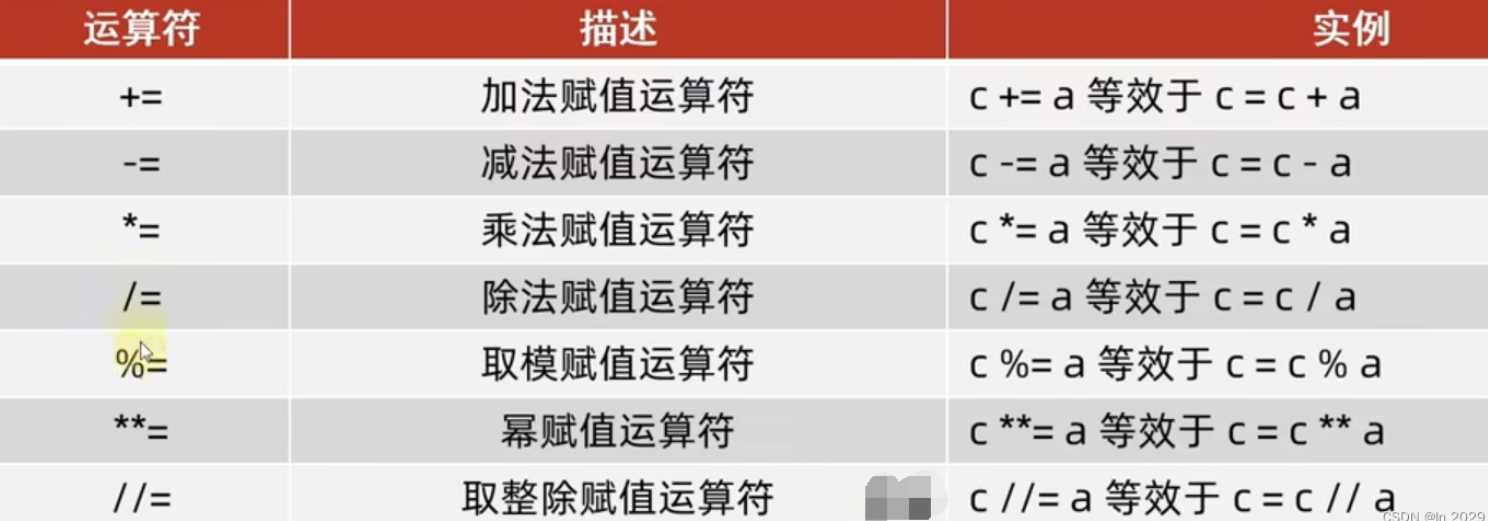 运算符 描述 实例
+= 加法赋值运算符 c += a 等效于 c = c + a
-= 减法赋值运算符 c -= a 等效于 c = c - a
*= 乘法赋值运算符 c *= a 等效于 c = c * a
/= 除法赋值运算符 c /= a 等效于 c = c / a
%= 取模赋值运算符 c %= a 等效于 c = c % a
**= 幂赋值运算符 c **= a 等效于 c = c ** a
//= 取整除赋值运算符 c //= a 等效于 c = c // a
CSDN @ln_2029